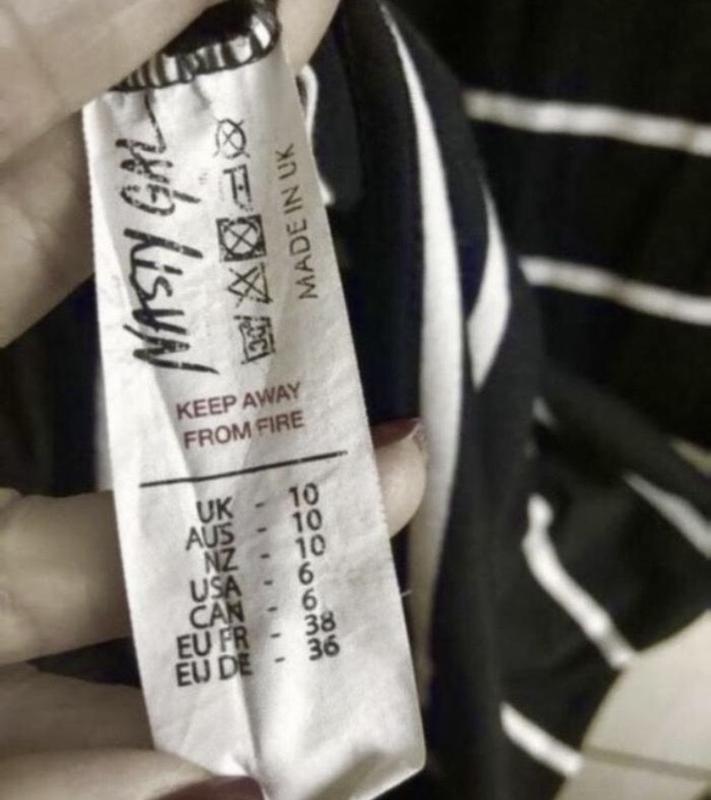 NASTY GAL
30
MADE IN UK
KEEP AWAY
FROM FIRE
UK - 10
AUS - 10
NZ - 10
USA - 6
CAN - 6
EU FR - 38
EU DE - 36